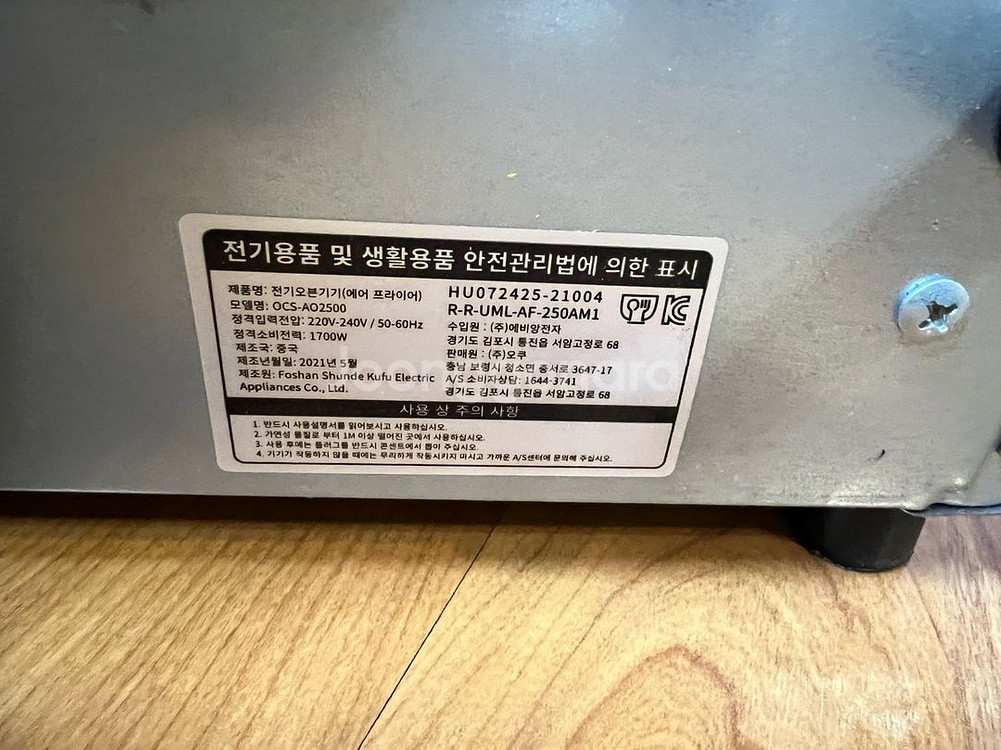 전기용품 및 생활용품 안전관리법에 의한 표시
제품명: 전기오븐기기(에어 프라이어)
모델명: OCS-AO2500
정격입력전압: 220V-240V / 50-60Hz
정격소비전력: 1700W
제조국: 중국
제조년월일: 2021년 5월
제조원: Foshan Shunde Kufu Electric
Appliances Co., Ltd.
HU072425-21004
R-R-UML-AF-250AM1
수입원 : (주)에비앙전자
경기도 김포시 통진읍 서암고정로 68
판매원 : (주)오쿠
충남 보령시 청소면 충서로 3647-17
A/S 소비자상담: 1644-3741
경기도 김포시 통진읍 서암고정로 68
사용 상 주의 사항
1. 반드시 사용설명서를 읽어보시고 사용하십시오.
2. 가연성 물질로 부터 1M 이상 떨어진 곳에서 사용하십시오.
3. 사용 후에는 플러그를 반드시 콘센트에서 뽑아 주십시오.
4. 기기가 작동하지 않을 때에는 무리하게 작동시키지 마시고 가까운 A/S센터에 문의해 주십시오.